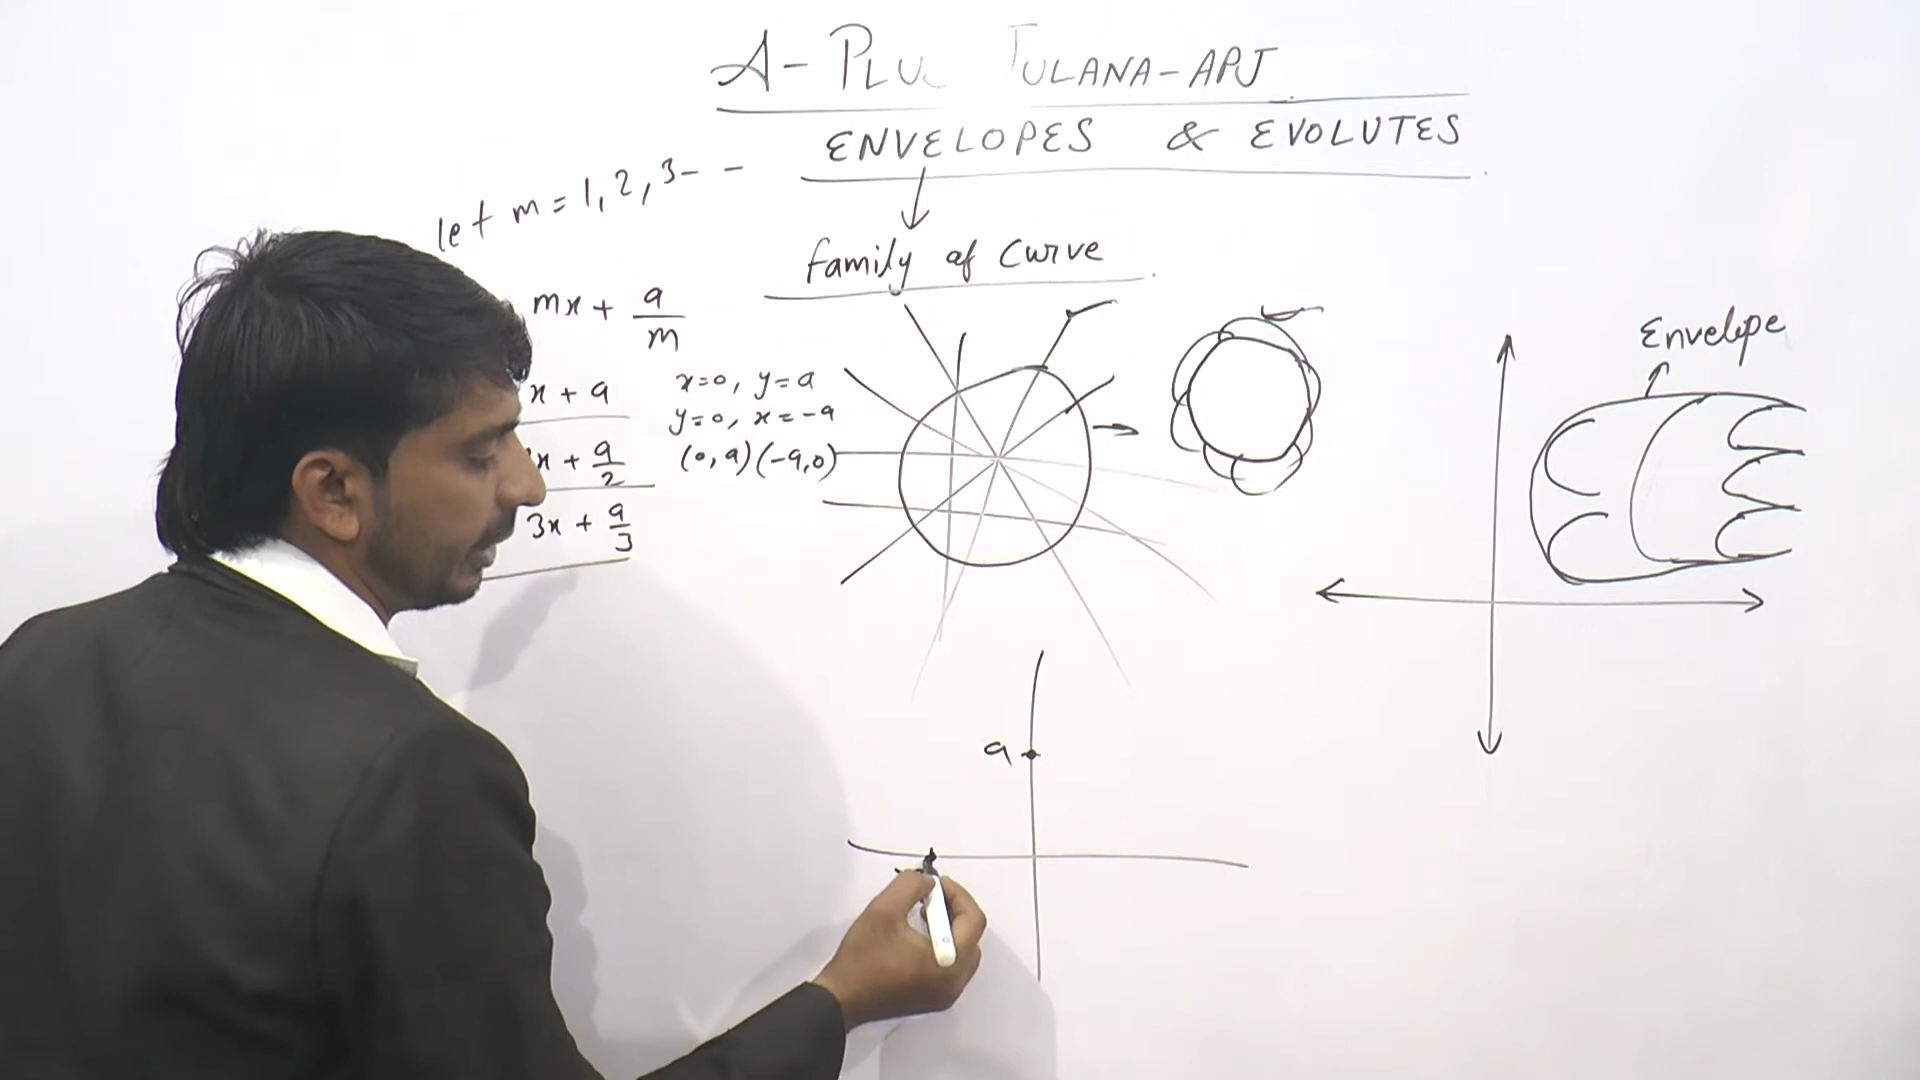 A- PLU JULANA-APJ
ENVELOPES & EVOLUTES
let m = 1, 2, 3- - -
family of Curve
mx + a/m
x + a
x=0, y=a
y=0, x=-a
(0, a) (-a, 0)
x + a/2
3x + a/3
Envelope
a